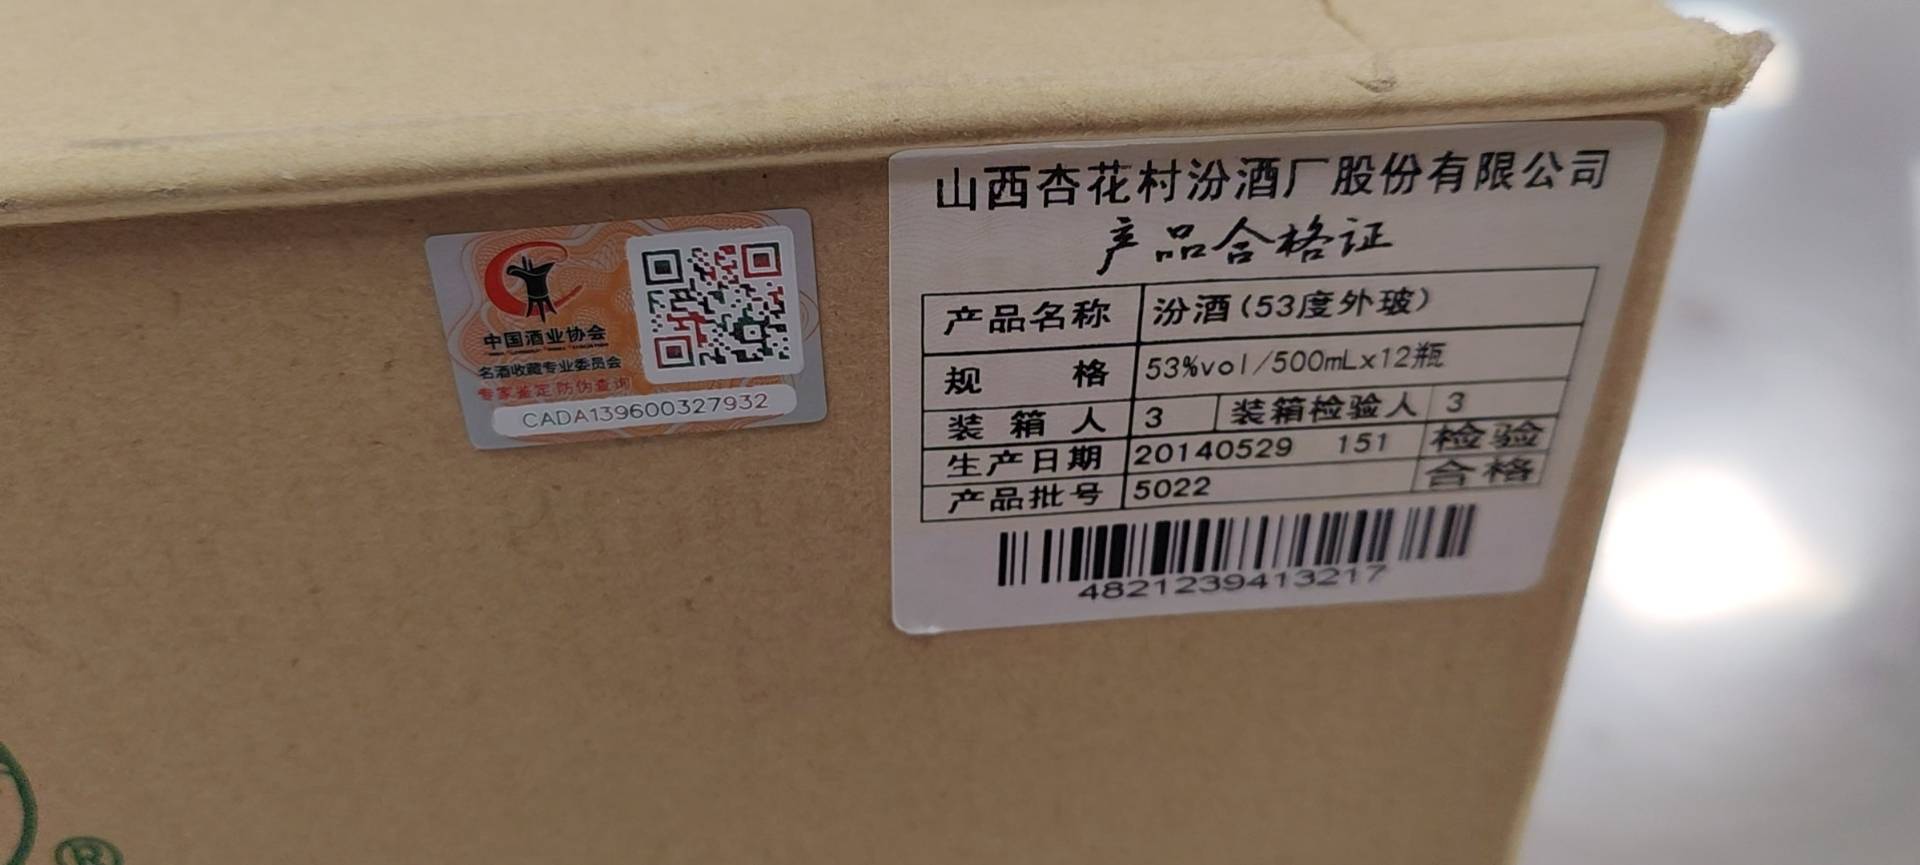 中国酒业协会
名酒收藏专业委员会
专家鉴定防伪查询
CADA139600327932
山西杏花村汾酒厂股份有限公司
产品合格证
产品名称 汾酒(53度外玻)
规格 53%vol/500mLx12瓶
装箱人 3 装箱检验人 3
生产日期 20140529 151 检验
产品批号 5022 合格
4821239413217
®